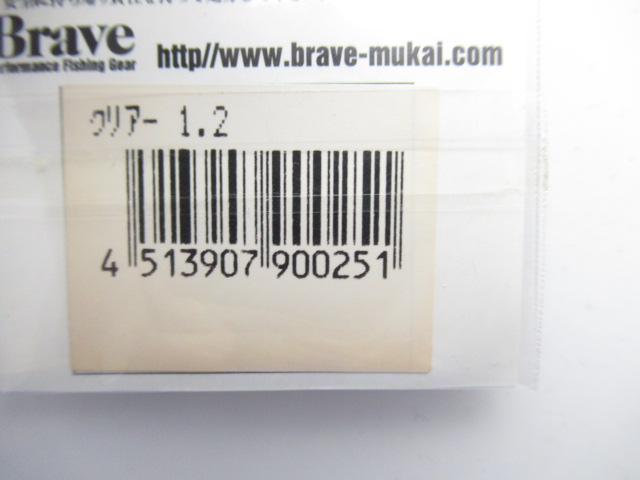 Brave
http//www.brave-mukai.com
Performance Fishing Gear
クリアー 1.2
4 513907 900251